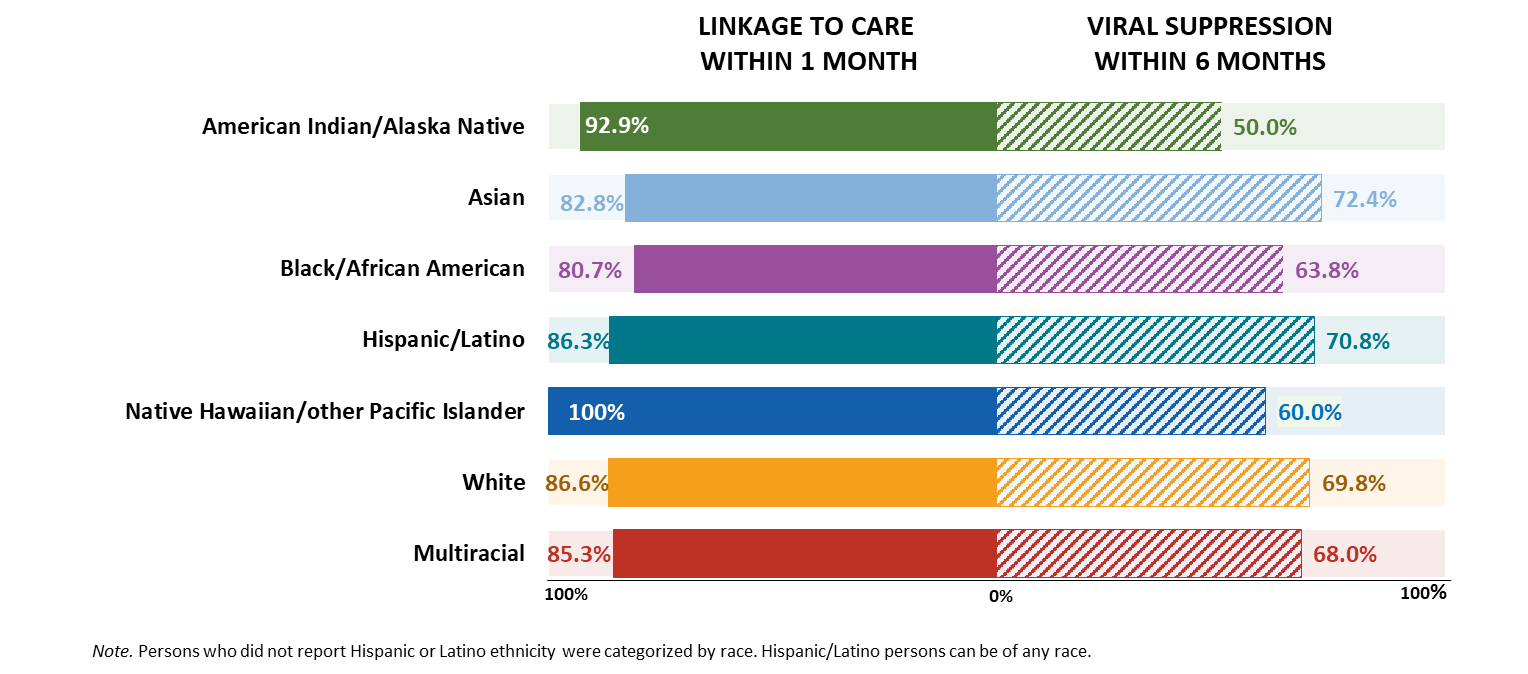 LINKAGE TO CARE
WITHIN 1 MONTH
VIRAL SUPPRESSION
WITHIN 6 MONTHS
American Indian/Alaska Native 92.9% 50.0%
Asian 82.8% 72.4%
Black/African American 80.7% 63.8%
Hispanic/Latino 86.3% 70.8%
Native Hawaiian/other Pacific Islander 100% 60.0%
White 86.6% 69.8%
Multiracial 85.3% 68.0%
100% 0% 100%
Note. Persons who did not report Hispanic or Latino ethnicity were categorized by race. Hispanic/Latino persons can be of any race.